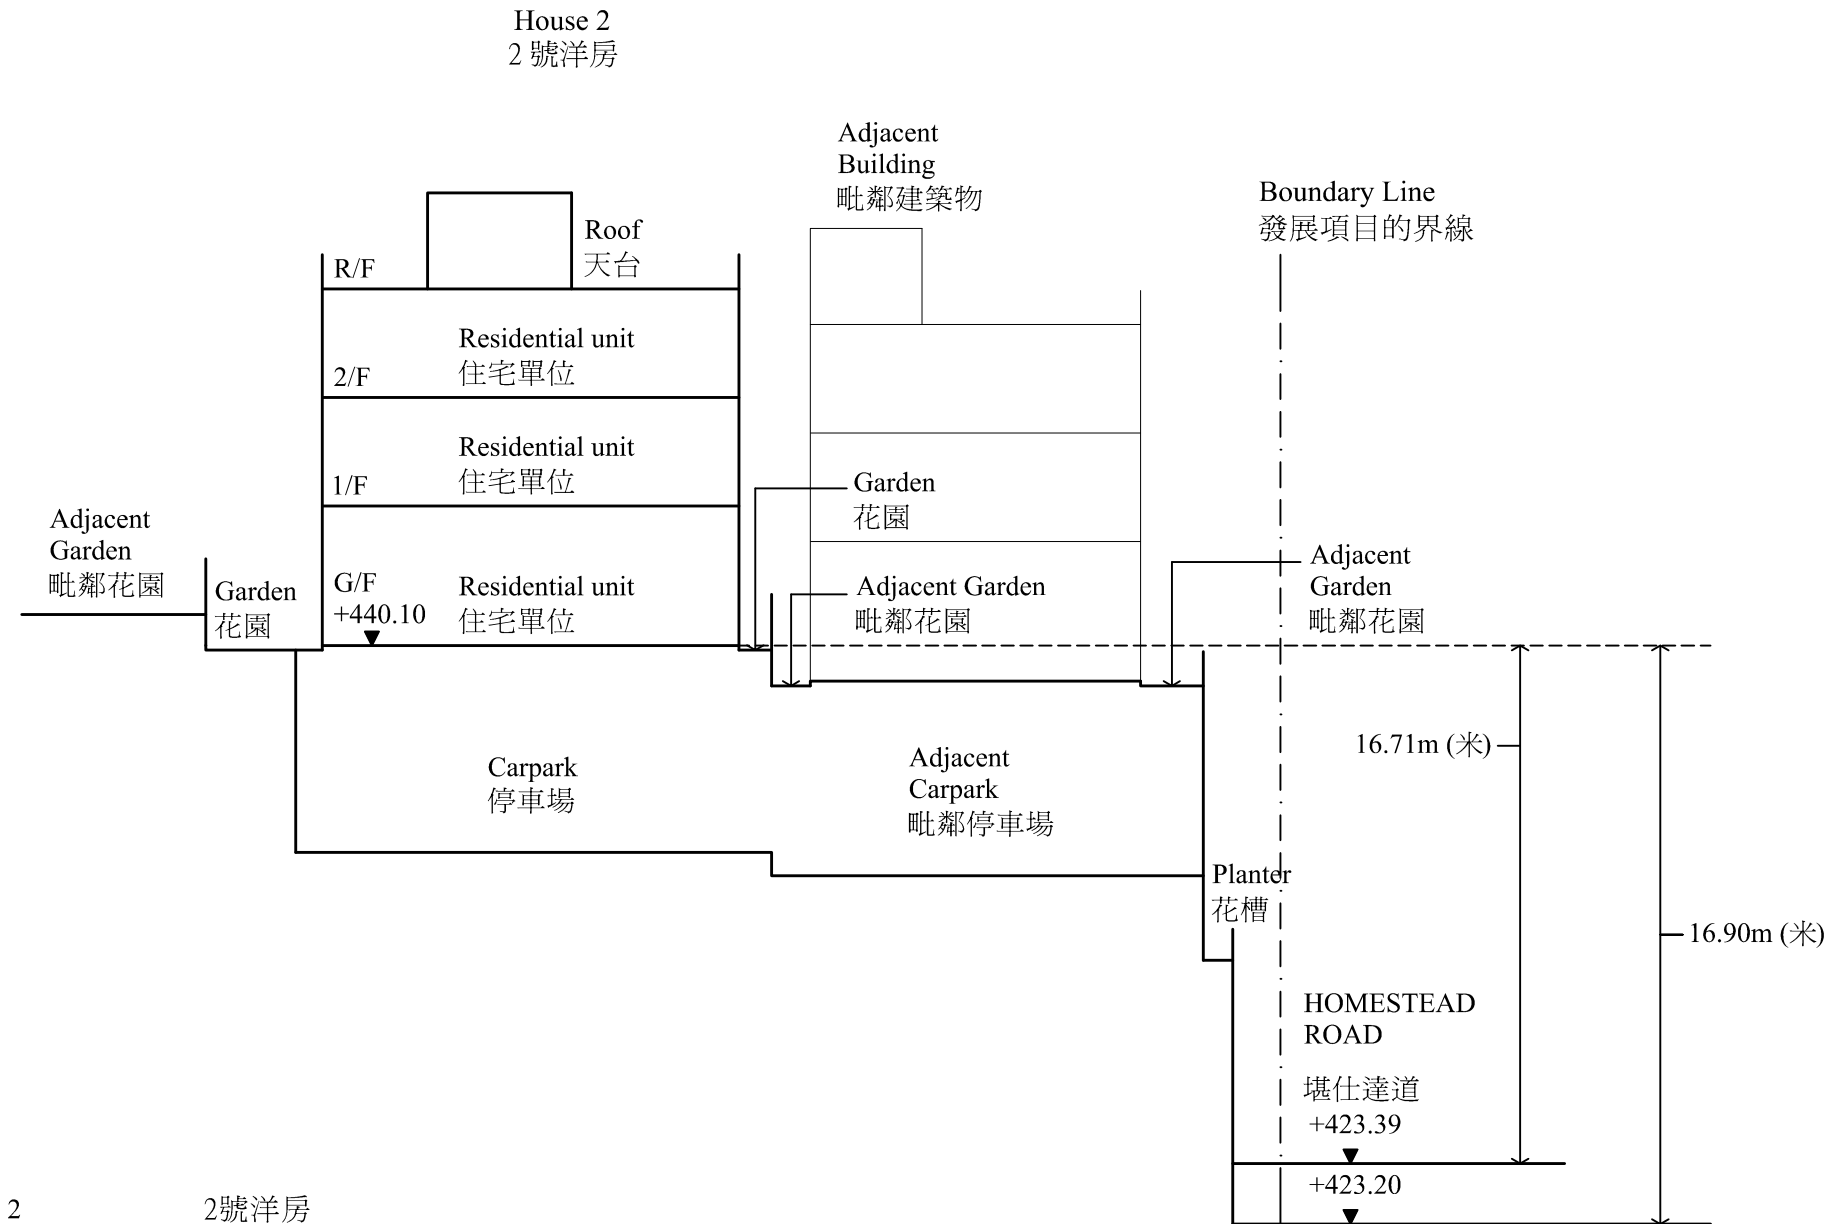 House 2
2 號洋房
Adjacent
Building
毗鄰建築物
Boundary Line
發展項目的界線
Roof
天台
R/F
Residential unit
住宅單位
2/F
Residential unit
住宅單位
1/F
Garden
花園
Adjacent
Garden
毗鄰花園
Garden
花園
G/F
+440.10
Residential unit
住宅單位
Adjacent Garden
毗鄰花園
Adjacent
Garden
毗鄰花園
16.71m (米)
Carpark
停車場
Adjacent
Carpark
毗鄰停車場
Planter
花槽
16.90m (米)
HOMESTEAD
ROAD
堪仕達道
+423.39
+423.20
2
2號洋房